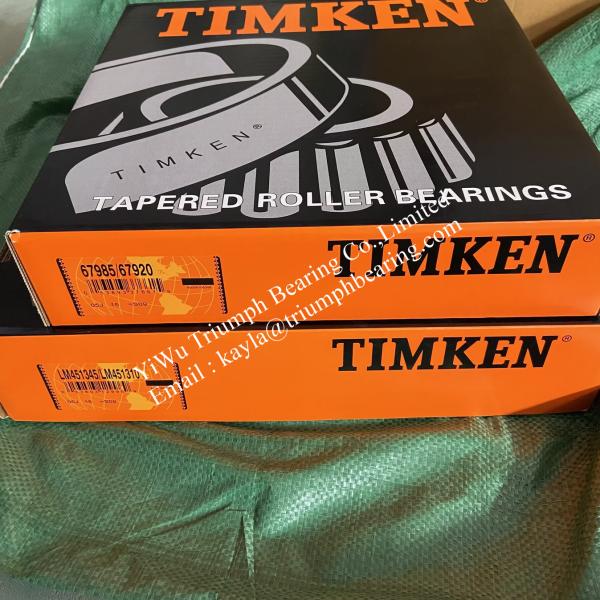 TIMKEN®
TIMKEN®
TAPERED ROLLER BEARINGS
67985/67920
TIMKEN®
LM451345/LM451310
TIMKEN®
YiWu Triumph Bearing Co.,Limited
Email : kayla@triumphbearing.com